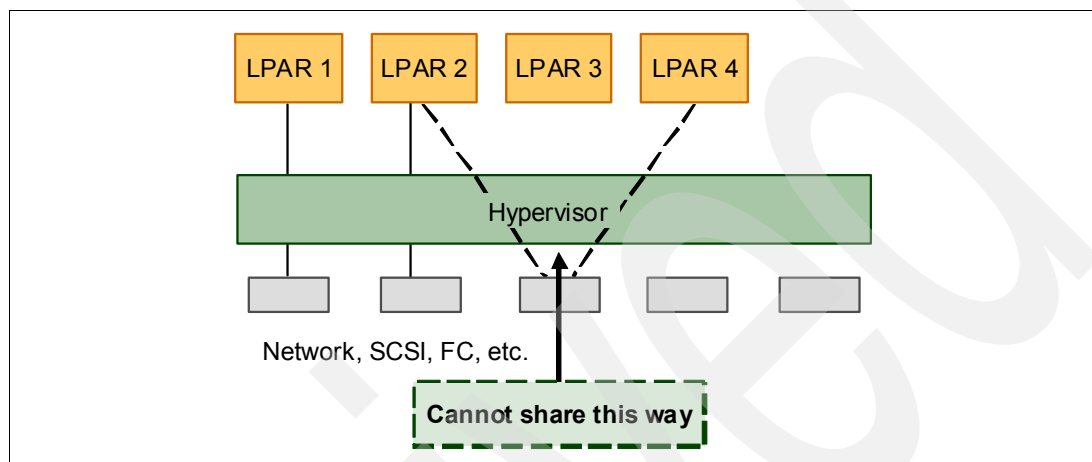 LPAR 1
LPAR 2
LPAR 3
LPAR 4
Hypervisor
Network, SCSI, FC, etc.
Cannot share this way